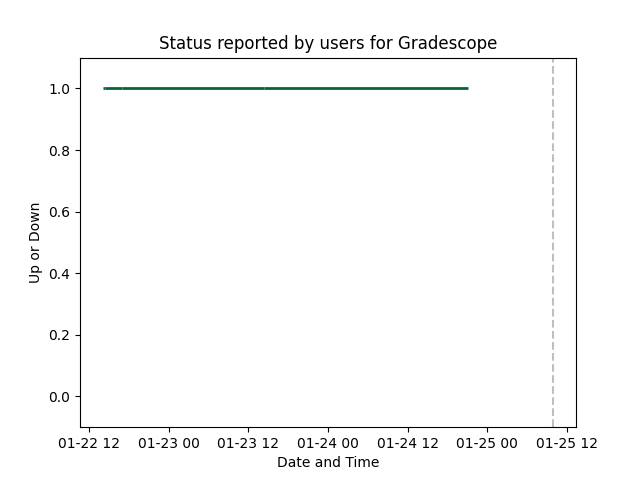 Status reported by users for Gradescope
Up or Down
1.0
0.8
0.6
0.4
0.2
0.0
01-22 12 01-23 00 01-23 12 01-24 00 01-24 12 01-25 00 01-25 12
Date and Time